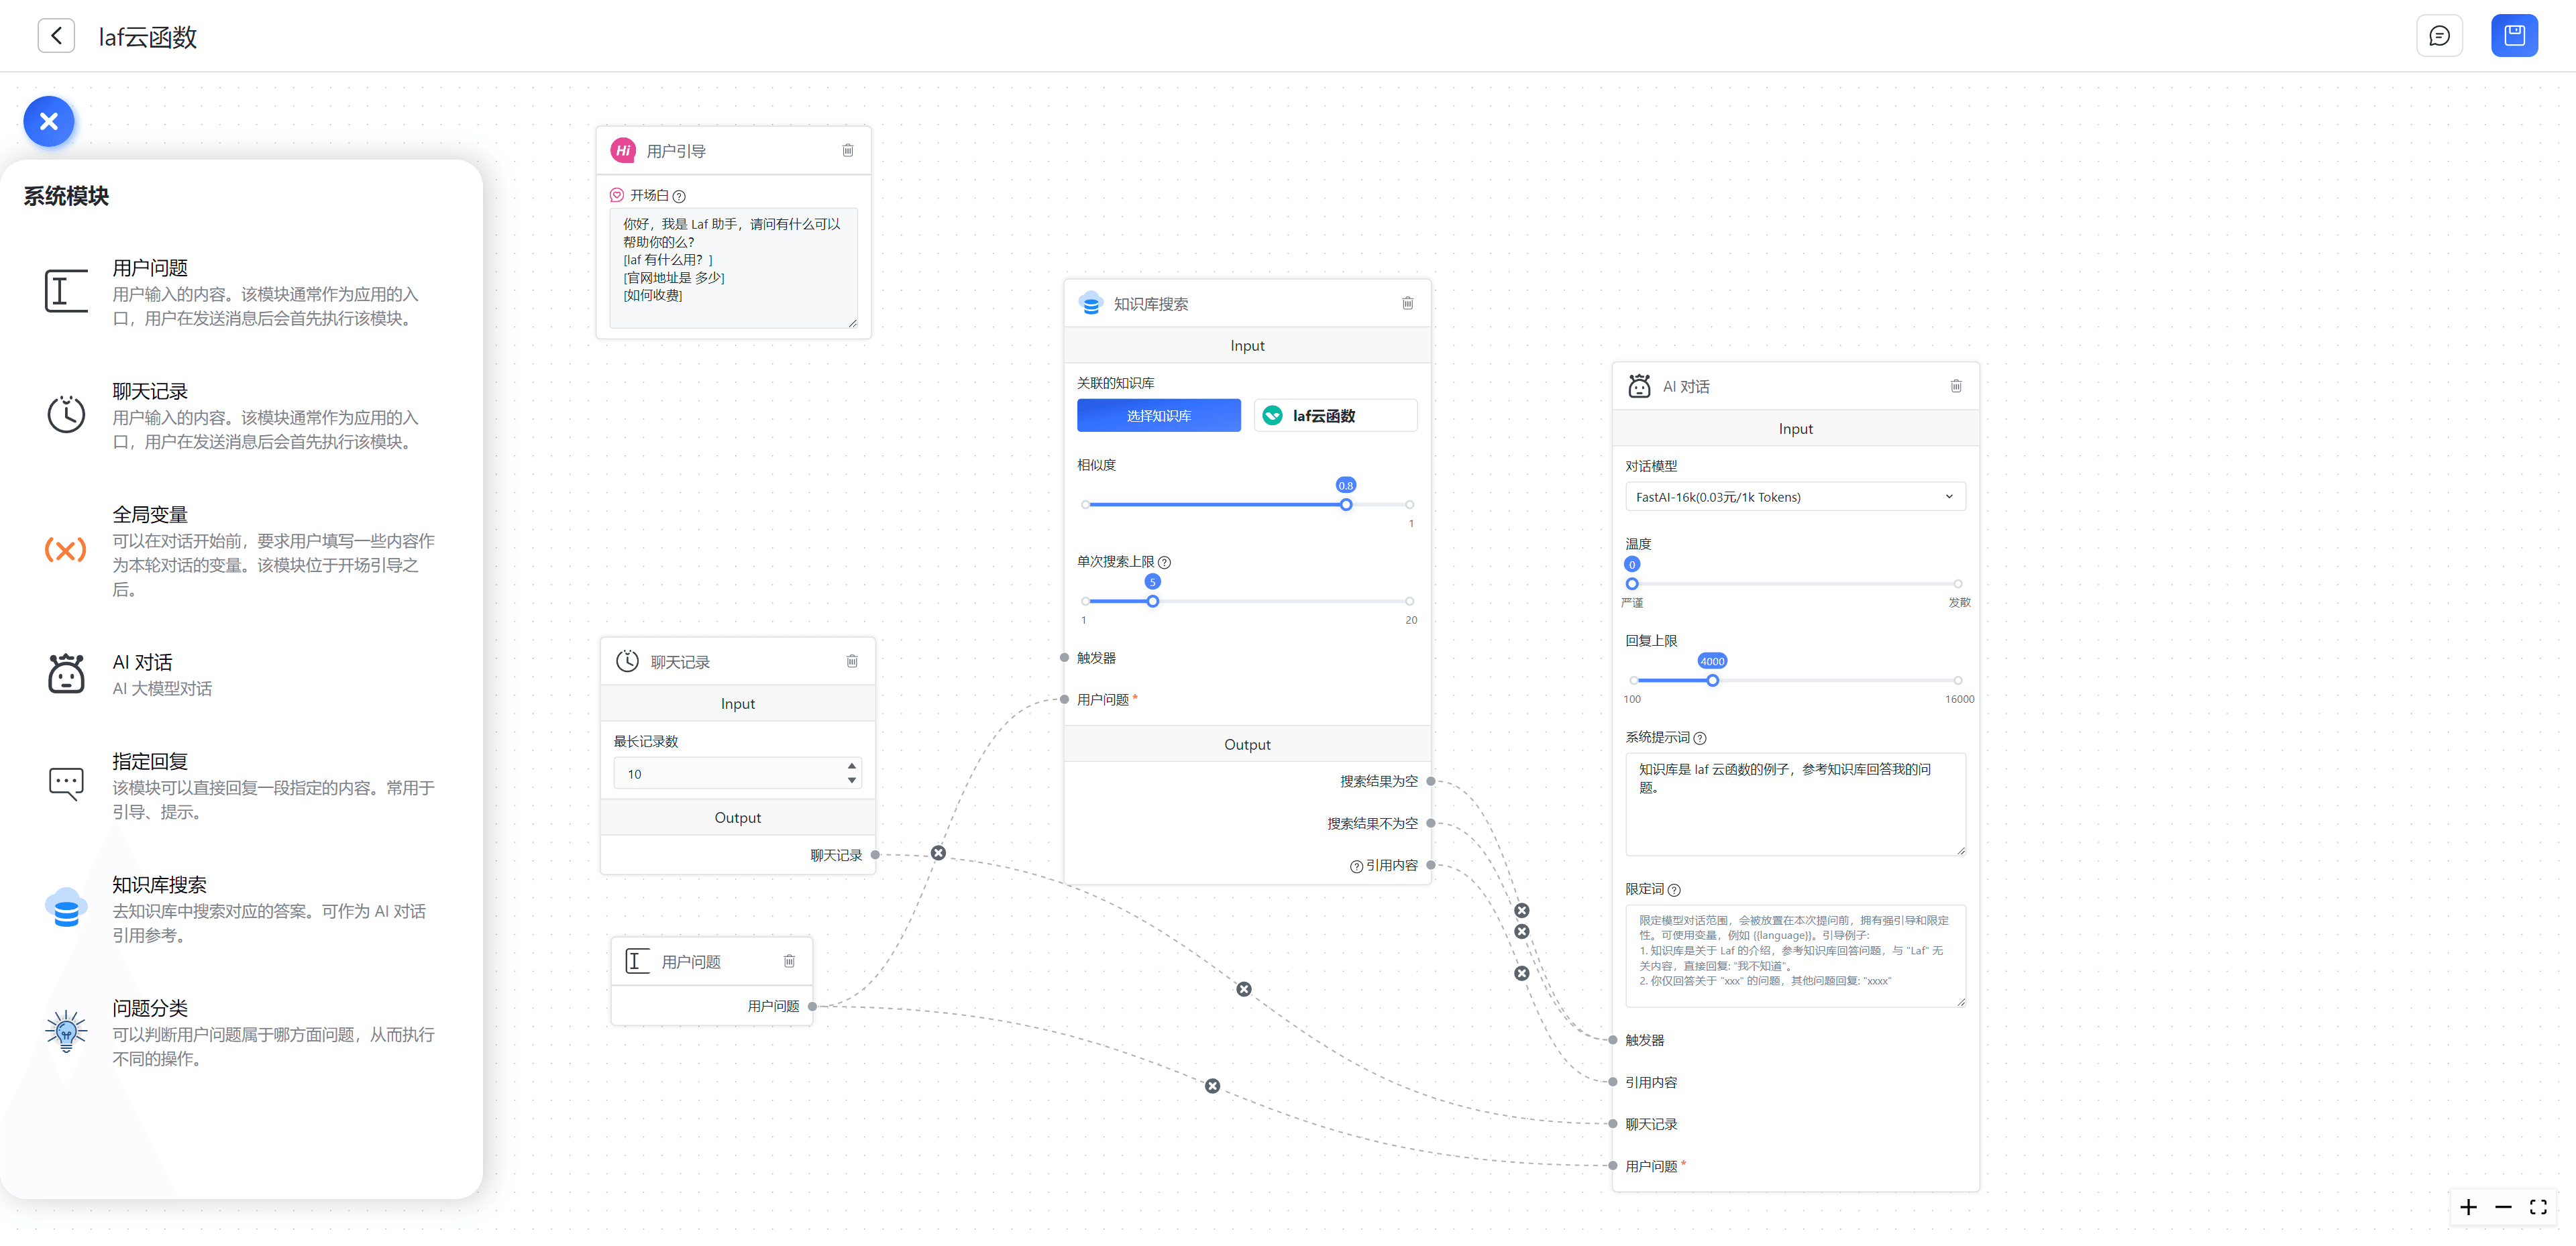 laf云函数
系统模块
用户问题
用户输入的内容。该模块通常作为应用的入
口，用户在发送消息后会首先执行该模块。
聊天记录
用户输入的内容。该模块通常作为应用的入
口，用户在发送消息后会首先执行该模块。
全局变量
可以在对话开始前，要求用户填写一些内容作
为本轮对话的变量。该模块位于开场引导之
后。
AI 对话
AI 大模型对话
指定回复
该模块可以直接回复一段指定的内容。常用于
引导、提示。
知识库搜索
去知识库中搜索对应的答案。可作为 AI 对话
引用参考。
问题分类
可以判断用户问题属于哪方面问题，从而执行
不同的操作。
Hi 用户引导
开场白
你好，我是 Laf 助手，请问有什么可以
帮助你的么？
[laf 有什么用？]
[官网地址是 多少]
[如何收费]
聊天记录
Input
最长记录数
10
Output
聊天记录
用户问题
用户问题
知识库搜索
Input
关联的知识库
选择知识库 laf云函数
相似度
0.8
1
单次搜索上限
5
1 20
触发器
用户问题 *
Output
搜索结果为空
搜索结果不为空
引用内容
AI 对话
Input
对话模型
FastAI-16k(0.03元/1k Tokens)
温度
0
严谨 发散
回复上限
4000
100 16000
系统提示词
知识库是 laf 云函数的例子，参考知识库回答我的问
题。
限定词
限定模型对话范围，会被放置在本次提问前，拥有强引导和限定
性。可使用变量，例如 {{language}}。引导例子:
1. 知识库是关于 Laf 的介绍，参考知识库回答问题，与 "Laf" 无
关内容，直接回复: "我不知道"。
2. 你仅回答关于 "xxx" 的问题，其他问题回复: "xxxx"
触发器
引用内容
聊天记录
用户问题 *